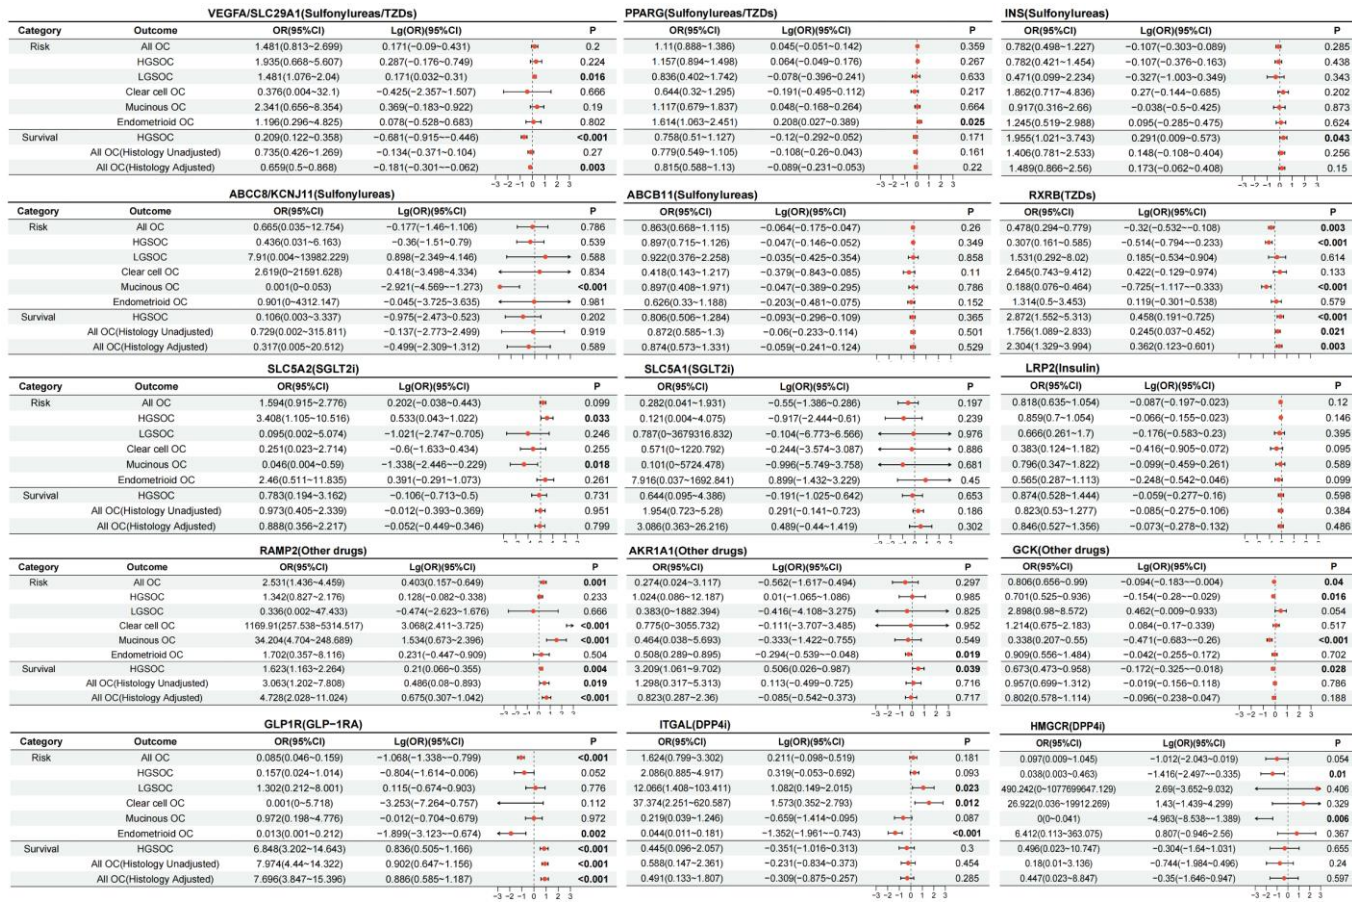 VEGFA/SLC29A1(Sulfonylureas/TZDs) PPARG(Sulfonylureas/TZDs) INS(Sulfonylureas)
Category Outcome OR(95%CI) Lg(OR)(95%CI) P OR(95%CI) Lg(OR)(95%CI) P OR(95%CI) Lg(OR)(95%CI) P
Risk All OC 1.481(0.813~2.699) 0.171(−0.09~0.431) 0.2 1.11(0.888~1.386) 0.045(−0.051~0.142) 0.359 0.782(0.498~1.227) −0.107(−0.303~0.089) 0.285
HGSOC 1.935(0.668~5.607) 0.287(−0.176~0.749) 0.224 1.157(0.894~1.498) 0.064(−0.049~0.176) 0.267 0.782(0.421~1.454) −0.107(−0.376~0.163) 0.438
LGSOC 1.481(1.076~2.04) 0.171(0.032~0.31) 0.016 0.836(0.402~1.742) −0.078(−0.396~0.241) 0.633 0.471(0.099~2.234) −0.327(−1.003~0.349) 0.343
Clear cell OC 0.376(0.004~32.1) −0.425(−2.357~1.507) 0.666 0.644(0.32~1.295) −0.191(−0.495~0.112) 0.217 1.862(0.717~4.836) 0.27(−0.144~0.685) 0.202
Mucinous OC 2.341(0.656~8.354) 0.369(−0.183~0.922) 0.19 1.117(0.679~1.837) 0.048(−0.168~0.264) 0.664 0.917(0.316~2.66) −0.038(−0.5~0.425) 0.873
Endometrioid OC 1.196(0.296~4.825) 0.078(−0.528~0.683) 0.802 1.614(1.063~2.451) 0.208(0.027~0.389) 0.025 1.245(0.519~2.988) 0.095(−0.285~0.475) 0.624
Survival HGSOC 0.209(0.122~0.358) −0.681(−0.915~−0.446) <0.001 0.758(0.51~1.127) −0.12(−0.292~0.052) 0.171 1.955(1.021~3.743) 0.291(0.009~0.573) 0.043
All OC(Histology Unadjusted) 0.735(0.426~1.269) −0.134(−0.371~0.104) 0.27 0.779(0.549~1.105) −0.108(−0.26~0.043) 0.161 1.406(0.781~2.533) 0.148(−0.108~0.404) 0.256
All OC(Histology Adjusted) 0.659(0.5~0.868) −0.181(−0.301~−0.062) 0.003 0.815(0.588~1.13) −0.089(−0.231~0.053) 0.22 1.489(0.866~2.56) 0.173(−0.062~0.408) 0.15
−3 −2 −1 0 1 2 3 −3 −2 −1 0 1 2 3 −3 −2 −1 0 1 2 3
ABCC8/KCNJ11(Sulfonylureas) ABCB11(Sulfonylureas) RXRB(TZDs)
Category Outcome OR(95%CI) Lg(OR)(95%CI) P OR(95%CI) Lg(OR)(95%CI) P OR(95%CI) Lg(OR)(95%CI) P
Risk All OC 0.665(0.035~12.754) −0.177(−1.46~1.106) 0.786 0.863(0.668~1.115) −0.064(−0.175~0.047) 0.26 0.478(0.294~0.779) −0.32(−0.532~−0.108) 0.003
HGSOC 0.436(0.031~6.163) −0.36(−1.51~0.79) 0.539 0.897(0.715~1.126) −0.047(−0.146~0.052) 0.349 0.307(0.161~0.585) −0.514(−0.794~−0.233) <0.001
LGSOC 7.91(0.004~13982.229) 0.898(−2.349~4.146) 0.588 0.922(0.376~2.258) −0.035(−0.425~0.354) 0.858 1.531(0.292~8.02) 0.185(−0.534~0.904) 0.614
Clear cell OC 2.619(0~21591.628) 0.418(−3.498~4.334) 0.834 0.418(0.143~1.217) −0.379(−0.843~0.085) 0.11 2.645(0.743~9.412) 0.422(−0.129~0.974) 0.133
Mucinous OC 0.001(0~0.053) −2.921(−4.569~−1.273) <0.001 0.897(0.408~1.971) −0.047(−0.389~0.295) 0.786 0.188(0.076~0.464) −0.725(−1.117~−0.333) <0.001
Endometrioid OC 0.901(0~4312.147) −0.045(−3.725~3.635) 0.981 0.626(0.33~1.188) −0.203(−0.481~0.075) 0.152 1.314(0.5~3.453) 0.119(−0.301~0.538) 0.579
Survival HGSOC 0.106(0.003~3.337) −0.975(−2.473~0.523) 0.202 0.806(0.506~1.284) −0.093(−0.296~0.109) 0.365 2.872(1.552~5.313) 0.458(0.191~0.725) <0.001
All OC(Histology Unadjusted) 0.729(0.002~315.811) −0.137(−2.773~2.499) 0.919 0.872(0.585~1.3) −0.06(−0.233~0.114) 0.501 1.756(1.089~2.833) 0.245(0.037~0.452) 0.021
All OC(Histology Adjusted) 0.317(0.005~20.512) −0.499(−2.309~1.312) 0.589 0.874(0.573~1.331) −0.059(−0.241~0.124) 0.529 2.304(1.329~3.994) 0.362(0.123~0.601) 0.003
−3 −2 −1 0 1 2 3 −3 −2 −1 0 1 2 3 −3 −2 −1 0 1 2 3
SLC5A2(SGLT2i) SLC5A1(SGLT2i) LRP2(Insulin)
Category Outcome OR(95%CI) Lg(OR)(95%CI) P OR(95%CI) Lg(OR)(95%CI) P OR(95%CI) Lg(OR)(95%CI) P
Risk All OC 1.594(0.915~2.776) 0.202(−0.038~0.443) 0.099 0.282(0.041~1.931) −0.55(−1.386~0.286) 0.197 0.818(0.635~1.054) −0.087(−0.197~0.023) 0.12
HGSOC 3.408(1.105~10.516) 0.533(0.043~1.022) 0.033 0.121(0.004~4.075) −0.917(−2.444~0.61) 0.239 0.859(0.7~1.054) −0.066(−0.155~0.023) 0.146
LGSOC 0.095(0.002~5.074) −1.021(−2.747~0.705) 0.246 0.787(0~3679316.832) −0.104(−6.773~6.566) 0.976 0.666(0.261~1.7) −0.176(−0.583~0.23) 0.395
Clear cell OC 0.251(0.023~2.714) −0.6(−1.633~0.434) 0.255 0.571(0~1220.792) −0.244(−3.574~3.087) 0.886 0.383(0.124~1.182) −0.416(−0.905~0.072) 0.095
Mucinous OC 0.046(0.004~0.59) −1.338(−2.446~−0.229) 0.018 0.101(0~5724.478) −0.996(−5.749~3.758) 0.681 0.796(0.347~1.822) −0.099(−0.459~0.261) 0.589
Endometrioid OC 2.46(0.511~11.835) 0.391(−0.291~1.073) 0.261 7.916(0.037~1692.841) 0.899(−1.432~3.229) 0.45 0.565(0.287~1.113) −0.248(−0.542~0.046) 0.099
Survival HGSOC 0.783(0.194~3.162) −0.106(−0.713~0.5) 0.731 0.644(0.095~4.386) −0.191(−1.025~0.642) 0.653 0.874(0.528~1.444) −0.059(−0.277~0.16) 0.598
All OC(Histology Unadjusted) 0.973(0.405~2.339) −0.012(−0.393~0.369) 0.951 1.954(0.723~5.28) 0.291(−0.141~0.723) 0.186 0.823(0.53~1.277) −0.085(−0.275~0.106) 0.384
All OC(Histology Adjusted) 0.888(0.356~2.217) −0.052(−0.449~0.346) 0.799 3.086(0.363~26.216) 0.489(−0.44~1.419) 0.302 0.846(0.527~1.356) −0.073(−0.278~0.132) 0.486
−3 −2 −1 0 1 2 3 −3 −2 −1 0 1 2 3 −3 −2 −1 0 1 2 3
RAMP2(Other drugs) AKR1A1(Other drugs) GCK(Other drugs)
Category Outcome OR(95%CI) Lg(OR)(95%CI) P OR(95%CI) Lg(OR)(95%CI) P OR(95%CI) Lg(OR)(95%CI) P
Risk All OC 2.531(1.436~4.459) 0.403(0.157~0.649) 0.001 0.274(0.024~3.117) −0.562(−1.617~0.494) 0.297 0.806(0.656~0.99) −0.094(−0.183~−0.004) 0.04
HGSOC 1.342(0.827~2.176) 0.128(−0.082~0.338) 0.233 1.024(0.086~12.187) 0.01(−1.065~1.086) 0.985 0.701(0.525~0.936) −0.154(−0.28~−0.029) 0.016
LGSOC 0.336(0.002~47.433) −0.474(−2.623~1.676) 0.666 0.383(0~1882.394) −0.416(−4.108~3.275) 0.825 2.898(0.98~8.572) 0.462(−0.009~0.933) 0.054
Clear cell OC 1169.91(257.538~5314.517) 3.068(2.411~3.725) <0.001 0.775(0~3055.732) −0.111(−3.707~3.485) 0.952 1.214(0.675~2.183) 0.084(−0.17~0.339) 0.517
Mucinous OC 34.204(4.704~248.689) 1.534(0.673~2.396) <0.001 0.464(0.038~5.693) −0.333(−1.422~0.755) 0.549 0.338(0.207~0.55) −0.471(−0.683~−0.26) <0.001
Endometrioid OC 1.702(0.357~8.116) 0.231(−0.447~0.909) 0.504 0.508(0.289~0.895) −0.294(−0.539~−0.048) 0.019 0.909(0.556~1.484) −0.042(−0.255~0.172) 0.702
Survival HGSOC 1.623(1.163~2.264) 0.21(0.066~0.355) 0.004 3.209(1.061~9.702) 0.506(0.026~0.987) 0.039 0.673(0.473~0.958) −0.172(−0.325~−0.018) 0.028
All OC(Histology Unadjusted) 3.063(1.202~7.808) 0.486(0.08~0.893) 0.019 1.298(0.317~5.313) 0.113(−0.499~0.725) 0.716 0.957(0.699~1.312) −0.019(−0.156~0.118) 0.786
All OC(Histology Adjusted) 4.728(2.028~11.024) 0.675(0.307~1.042) <0.001 0.823(0.287~2.36) −0.085(−0.542~0.373) 0.717 0.802(0.578~1.114) −0.096(−0.238~0.047) 0.188
−3 −2 −1 0 1 2 3 −3 −2 −1 0 1 2 3 −3 −2 −1 0 1 2 3
GLP1R(GLP−1RA) ITGAL(DPP4i) HMGCR(DPP4i)
Category Outcome OR(95%CI) Lg(OR)(95%CI) P OR(95%CI) Lg(OR)(95%CI) P OR(95%CI) Lg(OR)(95%CI) P
Risk All OC 0.085(0.046~0.159) −1.068(−1.338~−0.799) <0.001 1.624(0.799~3.302) 0.211(−0.098~0.519) 0.181 0.097(0.009~1.045) −1.012(−2.043~0.019) 0.054
HGSOC 0.157(0.024~1.014) −0.804(−1.614~0.006) 0.052 2.086(0.885~4.917) 0.319(−0.053~0.692) 0.093 0.038(0.003~0.463) −1.416(−2.497~−0.335) 0.01
LGSOC 1.302(0.212~8.001) 0.115(−0.674~0.903) 0.776 12.066(1.408~103.411) 1.082(0.149~2.015) 0.023 490.242(0~1077699647.129) 2.69(−3.652~9.032) 0.406
Clear cell OC 0.001(0~5.718) −3.253(−7.264~0.757) 0.112 37.374(2.251~620.587) 1.573(0.352~2.793) 0.012 26.922(0.036~19912.269) 1.43(−1.439~4.299) 0.329
Mucinous OC 0.972(0.198~4.776) −0.012(−0.704~0.679) 0.972 0.219(0.039~1.246) −0.659(−1.414~0.095) 0.087 0(0~0.041) −4.963(−8.538~−1.389) 0.006
Endometrioid OC 0.013(0.001~0.212) −1.899(−3.123~−0.674) 0.002 0.044(0.011~0.181) −1.352(−1.961~−0.743) <0.001 6.412(0.113~363.075) 0.807(−0.946~2.56) 0.367
Survival HGSOC 6.848(3.202~14.643) 0.836(0.505~1.166) <0.001 0.445(0.096~2.057) −0.351(−1.016~0.313) 0.3 0.496(0.023~10.747) −0.304(−1.64~1.031) 0.655
All OC(Histology Unadjusted) 7.974(4.44~14.322) 0.902(0.647~1.156) <0.001 0.588(0.147~2.361) −0.231(−0.834~0.373) 0.454 0.18(0.01~3.136) −0.744(−1.984~0.496) 0.24
All OC(Histology Adjusted) 7.696(3.847~15.396) 0.886(0.585~1.187) <0.001 0.491(0.133~1.807) −0.309(−0.875~0.257) 0.285 0.447(0.023~8.847) −0.35(−1.646~0.947) 0.597
−3 −2 −1 0 1 2 3 −3 −2 −1 0 1 2 3 −3 −2 −1 0 1 2 3